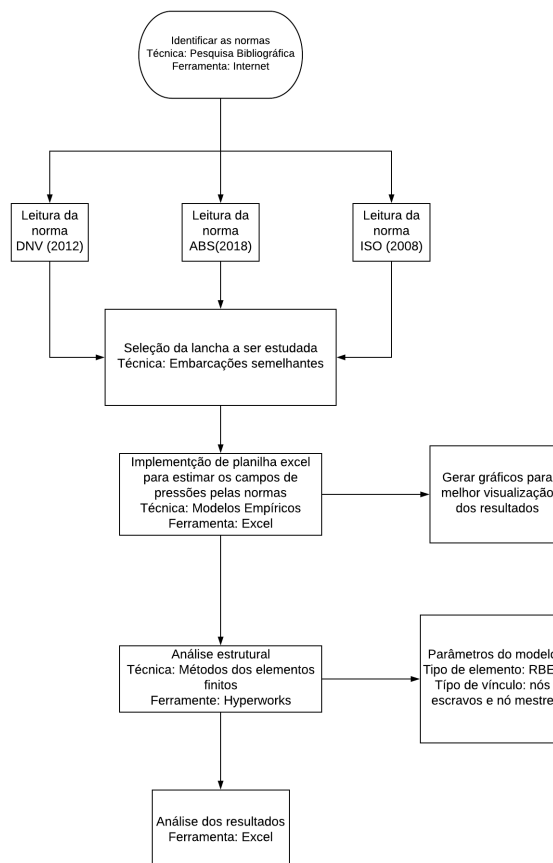 Identificar as normas
Técnica: Pesquisa Bibliográfica
Ferramenta: Internet
Leitura da
norma
DNV (2012)
Leitura da
norma
ABS(2018)
Leitura da
norma
ISO (2008)
Seleção da lancha a ser estudada
Técnica: Embarcações semelhantes
Implementção de planilha excel
para estimar os campos de
pressões pelas normas
Técnica: Modelos Empíricos
Ferramenta: Excel
Gerar gráficos para
melhor visualização
dos resultados
Análise estrutural
Técnica: Métodos dos elementos
finitos
Ferramente: Hyperworks
Parâmetros do modelo
Tipo de elemento:
Típo de vínculo: nós
escravos e nó mestre
Análise dos resultados
Ferramenta: Excel